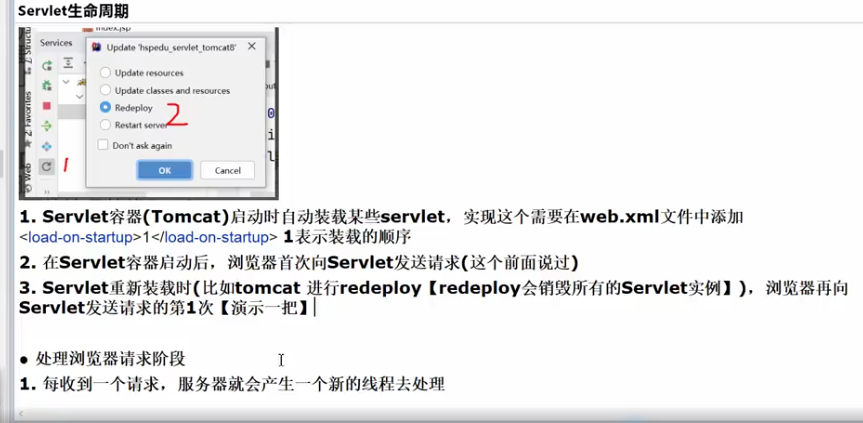 Servlet生命周期
index.jsp
Services
Update 'hspedu_servlet_tomcat8'
Update resources
Update classes and resources
Redeploy
2
Restart server
Don't ask again
1
OK
Cancel
Favorites
Web
1. Servlet容器(Tomcat)启动时自动装载某些servlet，实现这个需要在web.xml文件中添加
<load-on-startup>1</load-on-startup> 1表示装载的顺序
2. 在Servlet容器启动后，浏览器首次向Servlet发送请求(这个前面说过)
3. Servlet重新装载时(比如tomcat 进行redeploy【redeploy会销毁所有的Servlet实例】)，浏览器再向
Servlet发送请求的第1次【演示一把】
● 处理浏览器请求阶段
1. 每收到一个请求，服务器就会产生一个新的线程去处理